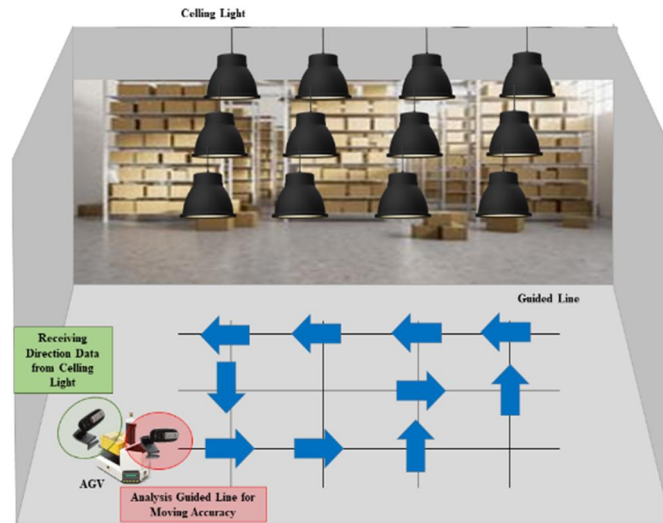 Celling Light
Guided Line
Receiving
Direction Data
from Celling
Light
AGV
Analysis Guided Line for
Moving Accuracy